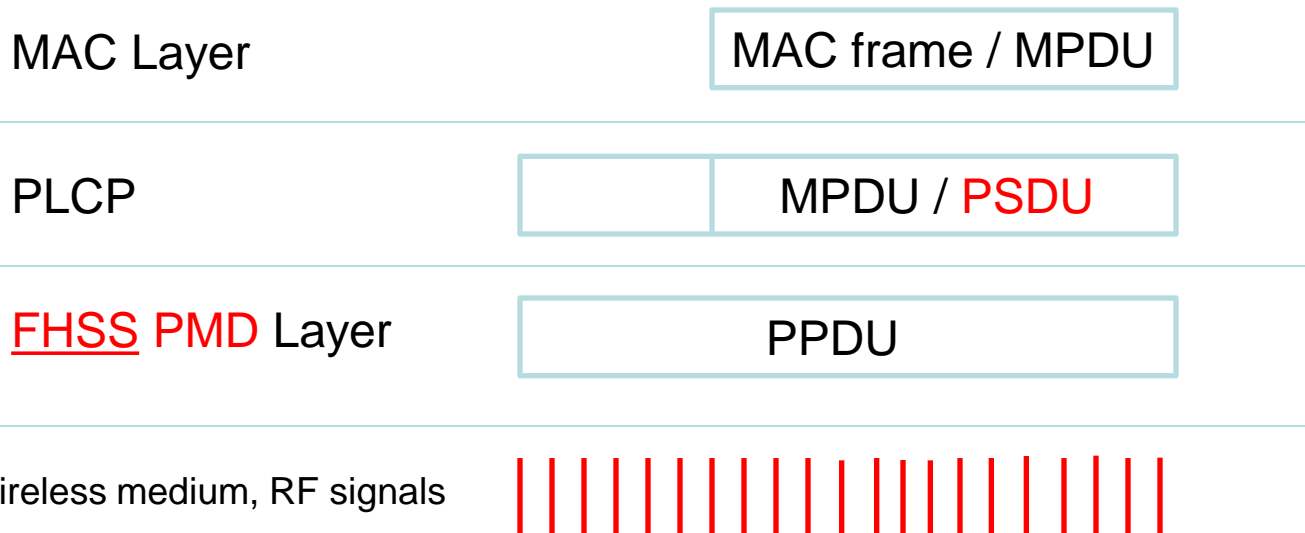 MAC Layer
MAC frame / MPDU
PLCP
MPDU / PSDU
FHSS PMD Layer
PPDU
ireless medium, RF signals